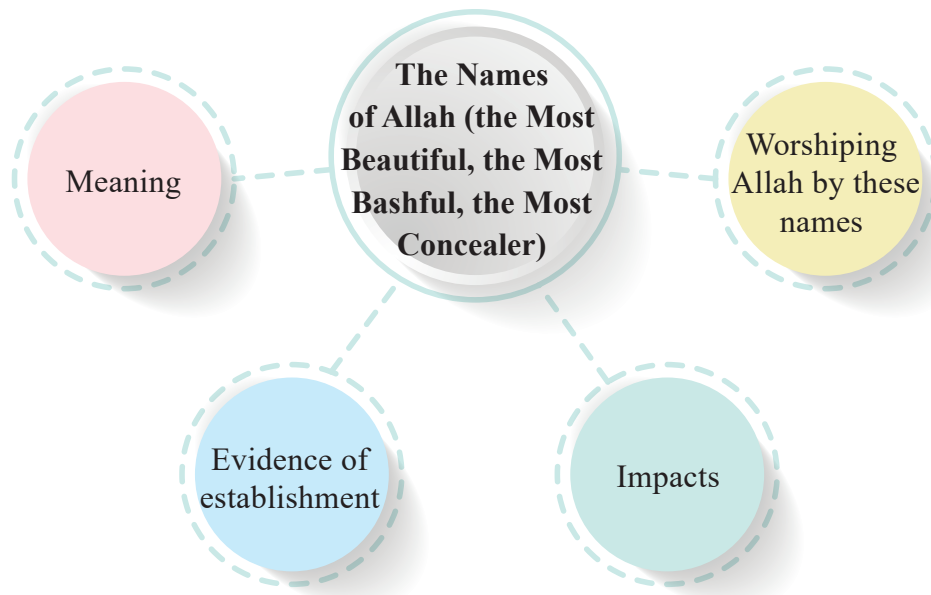 The Names
of Allah (the Most
Beautiful, the Most
Bashful, the Most
Concealer)
Meaning
Worshiping
Allah by these
names
Evidence of
establishment
Impacts